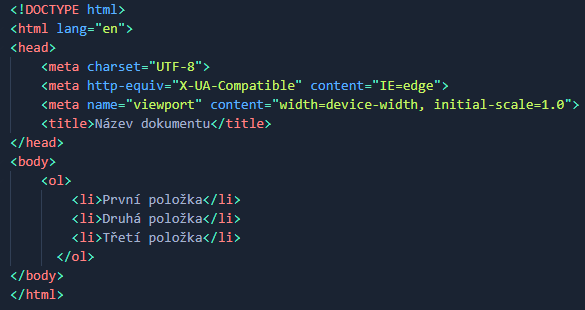 <!DOCTYPE html>
<html lang="en">
<head>
    <meta charset="UTF-8">
    <meta http-equiv="X-UA-Compatible" content="IE=edge">
    <meta name="viewport" content="width=device-width, initial-scale=1.0">
    <title>Název dokumentu</title>
</head>
<body>
    <ol>
        <li>První položka</li>
        <li>Druhá položka</li>
        <li>Třetí položka</li>
      </ol>
</body>
</html>